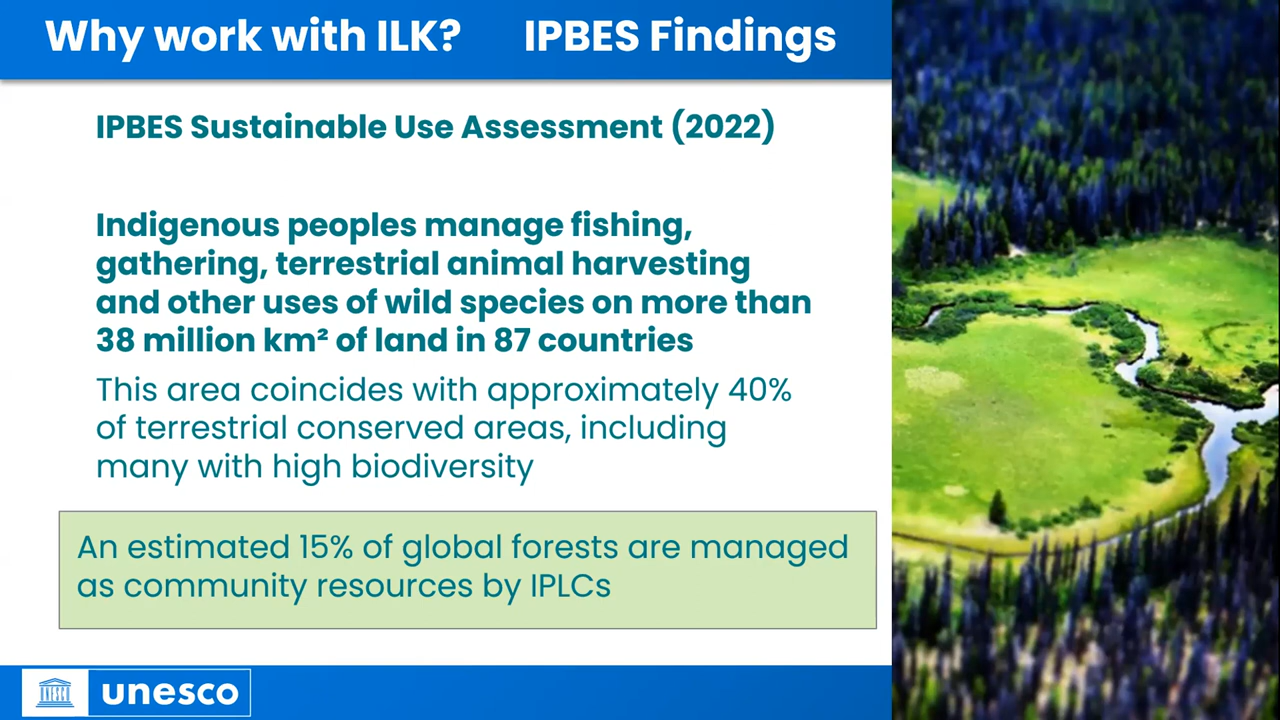 Why work with ILK? IPBES Findings
IPBES Sustainable Use Assessment (2022)
Indigenous peoples manage fishing,
gathering, terrestrial animal harvesting
and other uses of wild species on more than
38 million km² of land in 87 countries
This area coincides with approximately 40%
of terrestrial conserved areas, including
many with high biodiversity
An estimated 15% of global forests are managed
as community resources by IPLCs
unesco